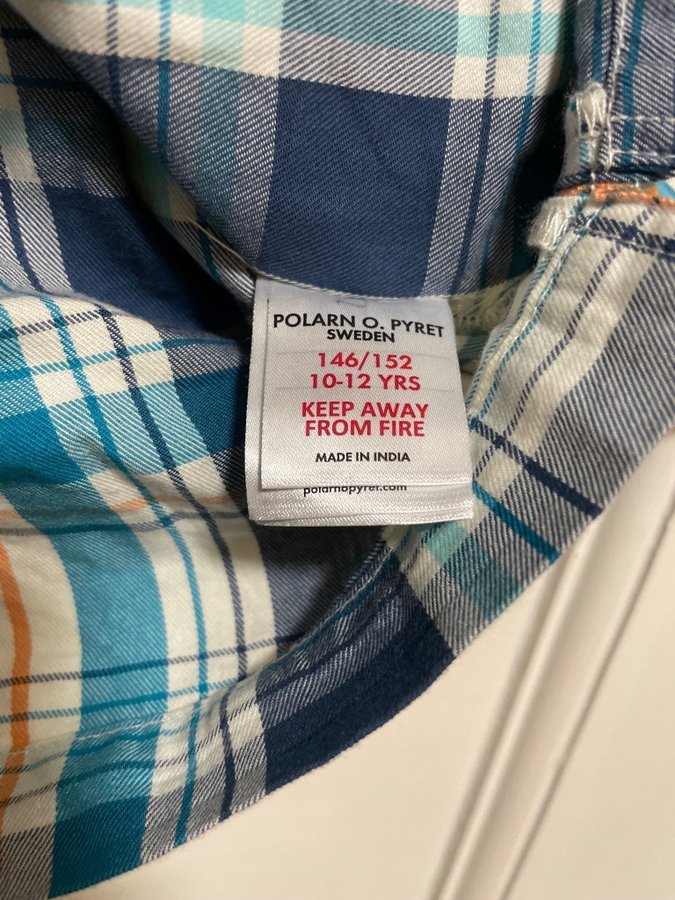 POLARN O. PYRET
SWEDEN
146/152
10-12 YRS
KEEP AWAY
FROM FIRE
MADE IN INDIA
polarnopyret.com